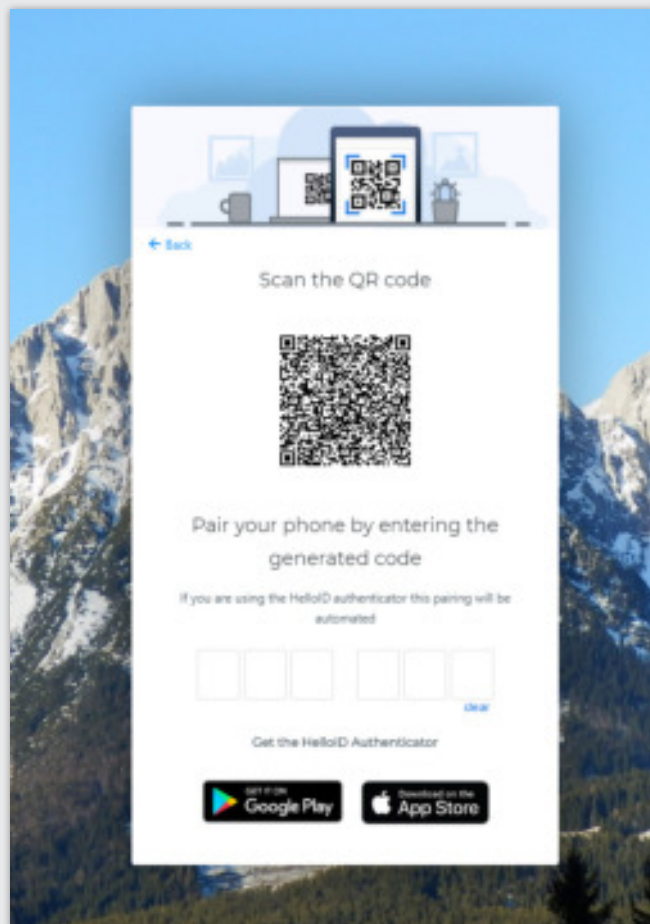 ← Back
Scan the QR code
Pair your phone by entering the
generated code
If you are using the HelloID authenticator this pairing will be
automated
clear
Get the HelloID Authenticator
GET IT ON
Google Play
Download on the
App Store